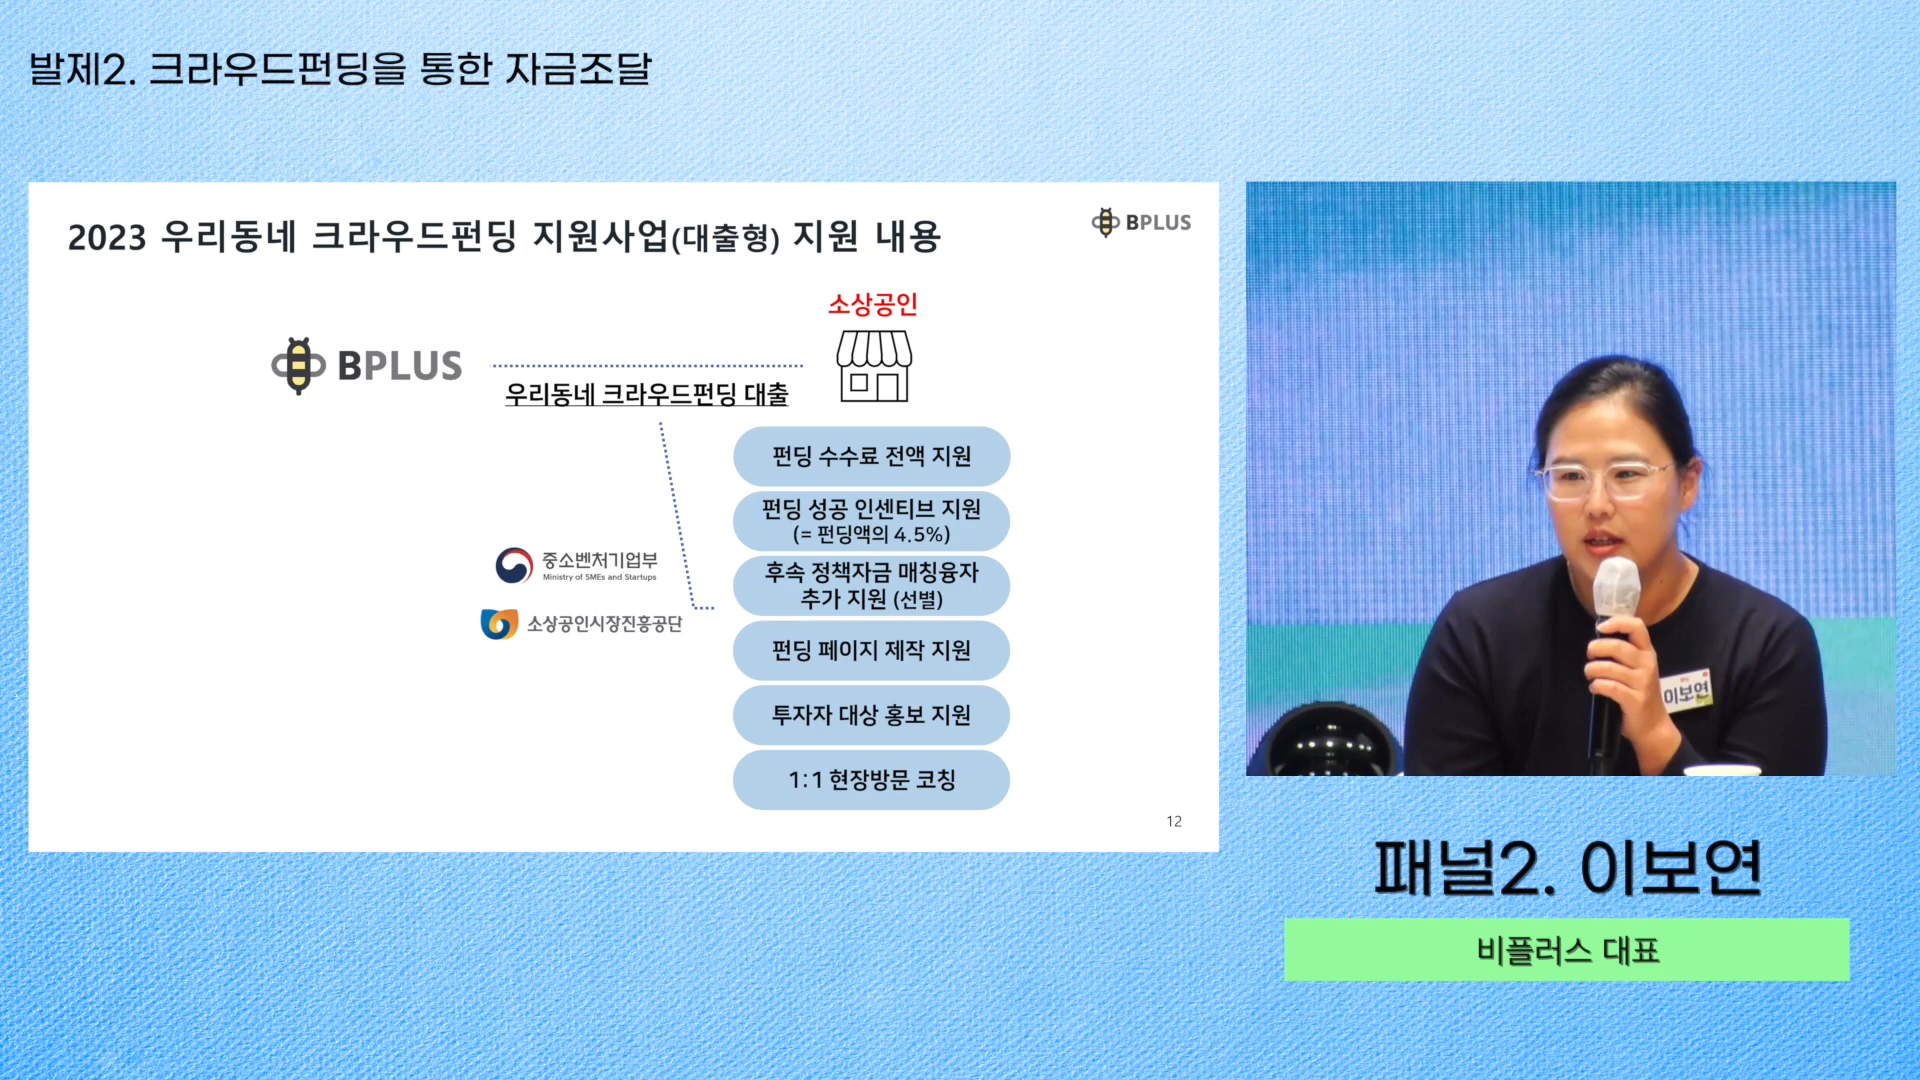 발제2. 크라우드펀딩을 통한 자금조달
2023 우리동네 크라우드펀딩 지원사업(대출형) 지원 내용
BPLUS
소상공인
BPLUS
우리동네 크라우드펀딩 대출
펀딩 수수료 전액 지원
펀딩 성공 인센티브 지원
(= 펀딩액의 4.5%)
후속 정책자금 매칭융자
추가 지원 (선별)
중소벤처기업부
Ministry of SMEs and Startups
소상공인시장진흥공단
펀딩 페이지 제작 지원
투자자 대상 홍보 지원
1:1 현장방문 코칭
12
이보연
패널2. 이보연
비플러스 대표